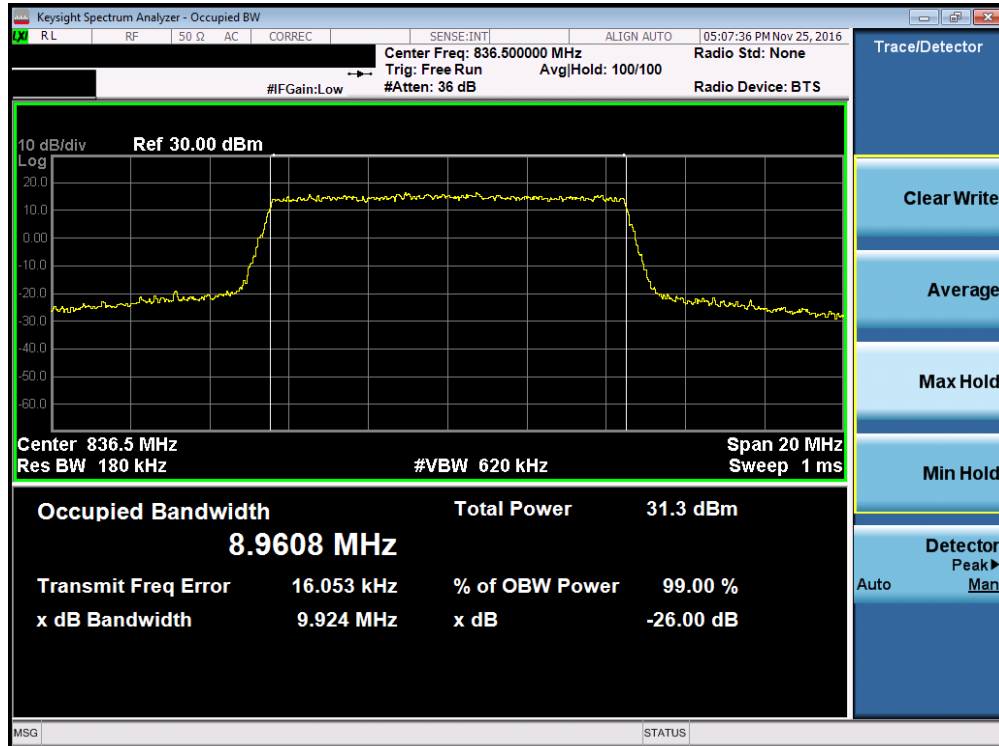 Keysight Spectrum Analyzer - Occupied BW
LXI RL RF 50 Ω AC CORREC SENSE:INT ALIGN AUTO 05:07:36 PM Nov 25, 2016
Center Freq: 836.500000 MHz Radio Std: None
Trig: Free Run Avg|Hold: 100/100
#IFGain:Low #Atten: 36 dB Radio Device: BTS
Trace/Detector
10 dB/div Ref 30.00 dBm
Log
20.0
10.0
0.00
-10.0
-20.0
-30.0
-40.0
-50.0
-60.0
Center 836.5 MHz Span 20 MHz
Res BW 180 kHz #VBW 620 kHz Sweep 1 ms
Occupied Bandwidth Total Power 31.3 dBm
8.9608 MHz
Transmit Freq Error 16.053 kHz % of OBW Power 99.00 %
x dB Bandwidth 9.924 MHz x dB -26.00 dB
Clear Write
Average
Max Hold
Min Hold
Detector
Peak▶
Auto Man
MSG STATUS